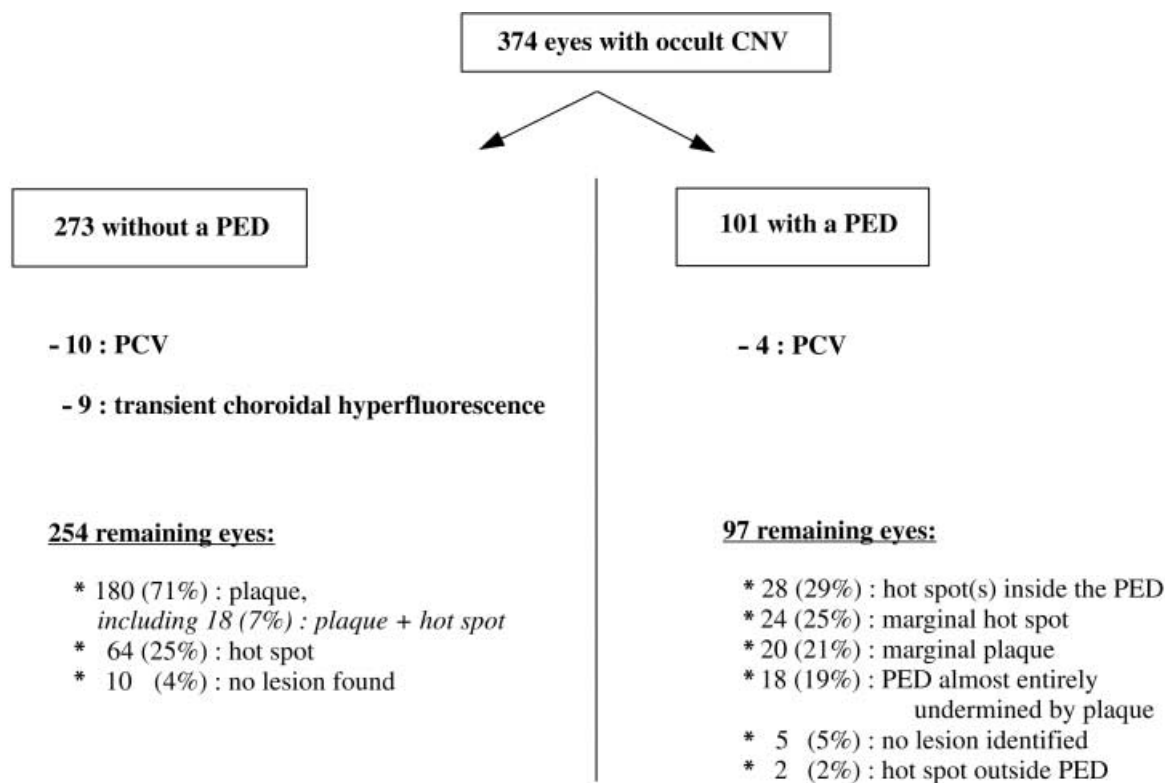 374 eyes with occult CNV
273 without a PED
- 10 : PCV
- 9 : transient choroidal hyperfluorescence
254 remaining eyes:
* 180 (71%) : plaque,
including 18 (7%) : plaque + hot spot
* 64 (25%) : hot spot
* 10 (4%) : no lesion found
101 with a PED
- 4 : PCV
97 remaining eyes:
* 28 (29%) : hot spot(s) inside the PED
* 24 (25%) : marginal hot spot
* 20 (21%) : marginal plaque
* 18 (19%) : PED almost entirely
undermined by plaque
* 5 (5%) : no lesion identified
* 2 (2%) : hot spot outside PED